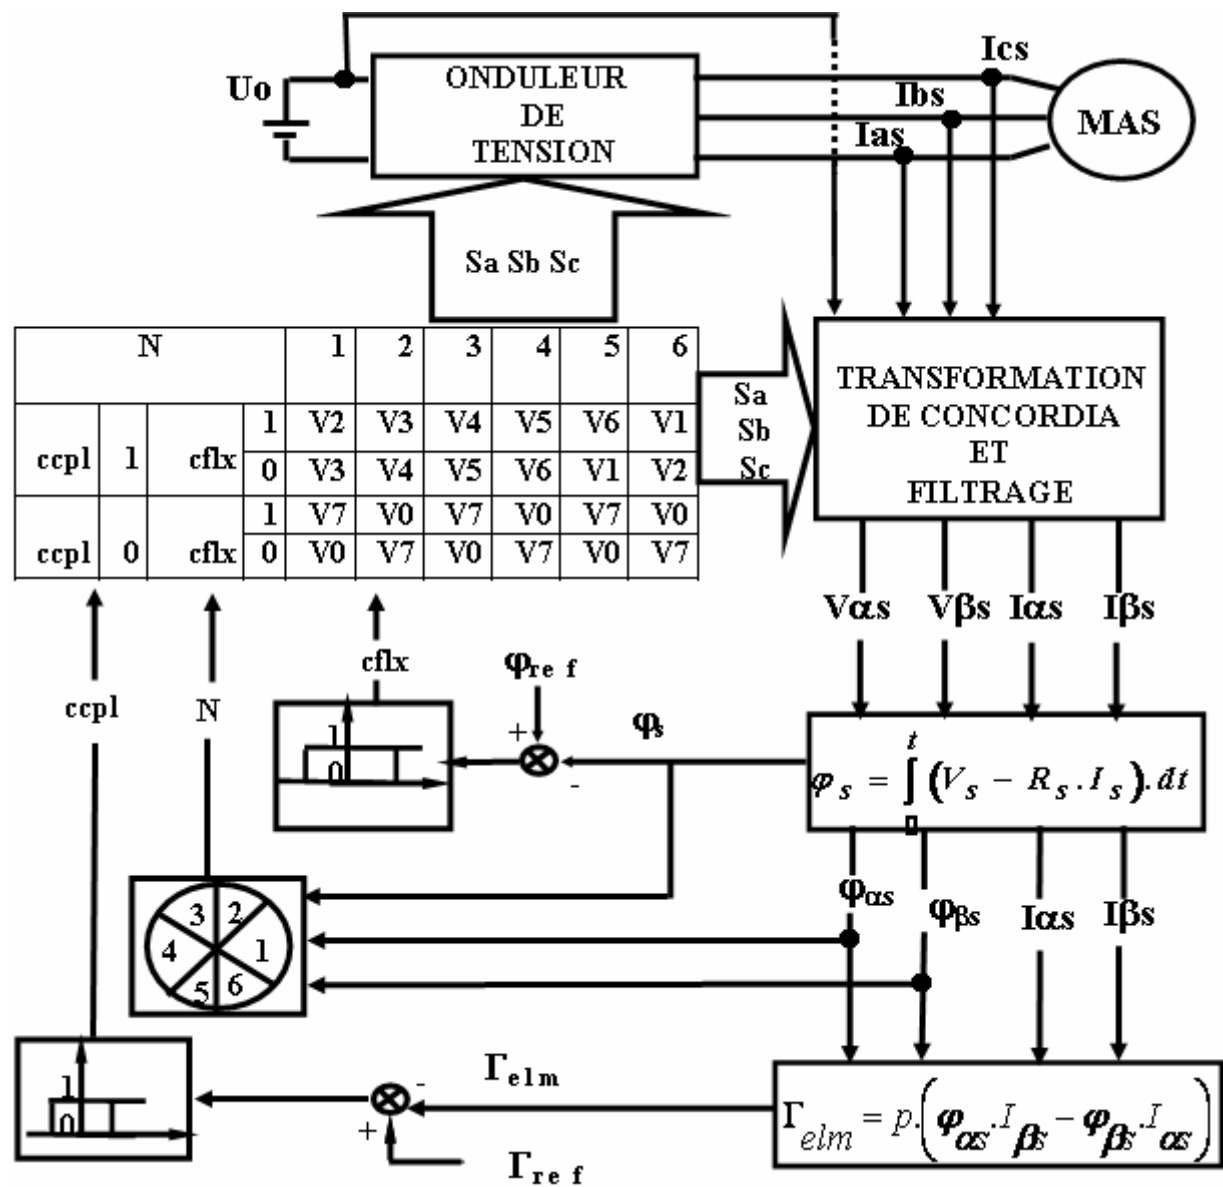 Uo
ONDULEUR
DE
TENSION
Ics
Ibs
Ias
MAS
Sa Sb Sc
N 1 2 3 4 5 6
ccpl 1 cflx 1 V2 V3 V4 V5 V6 V1
0 V3 V4 V5 V6 V1 V2
ccpl 0 cflx 1 V7 V0 V7 V0 V7 V0
0 V0 V7 V0 V7 V0 V7
Sa
Sb
Sc
TRANSFORMATION
DE CONCORDIA
ET
FILTRAGE
Vαs Vβs Iαs Iβs
ccpl
N
cflx
φre f
1
0
+
-
φs
φs = ∫ t 0 (Vs − Rs.Is).dt
φαs φβs Iαs Iβs
3 2
4 1
5 6
1
0
-
+
Γelm
Γre f
Γelm = p.(φαs.Iβs − φβs.Iαs)